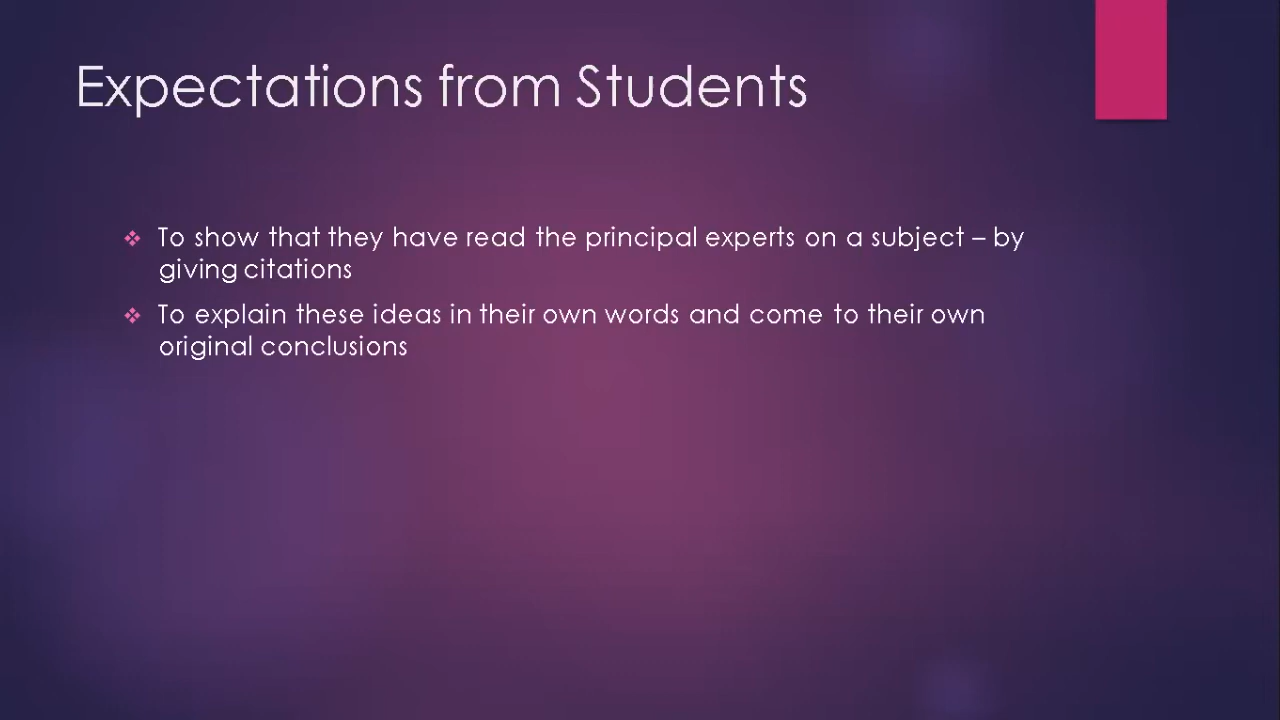 Expectations from Students
❖ To show that they have read the principal experts on a subject – by
giving citations
❖ To explain these ideas in their own words and come to their own
original conclusions